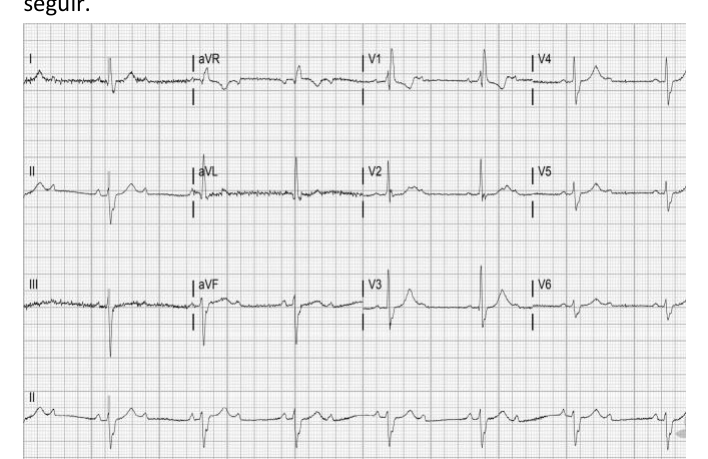 seguir.
I aVR V1 V4
II aVL V2 V5
III aVF V3 V6
II